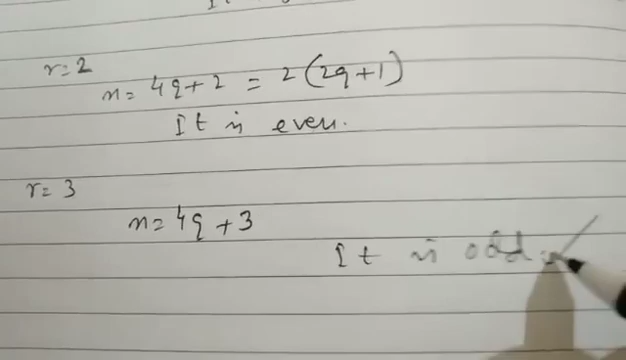 r=2
n= 4q+2 = 2(2q+1)
It is even.
r= 3
n= 4q +3
It is odd.